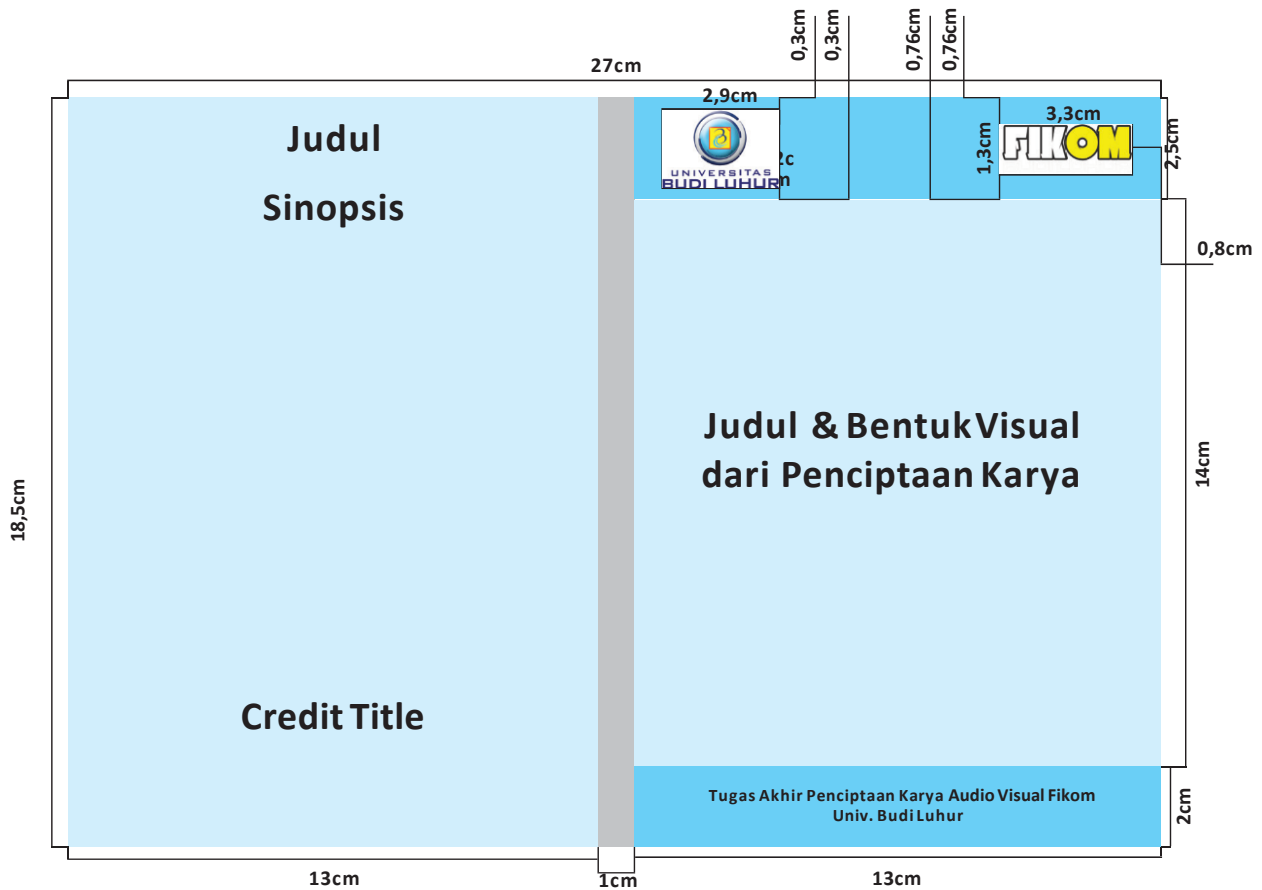 0,3cm
0,3cm
0,76cm
0,76cm
27cm
2,9cm
3,3cm
Judul
Sinopsis
UNIVERSITAS
BUDI LUHUR
2c
m
1,3cm
FIKOM
2,5cm
0,8cm
Judul & Bentuk Visual
dari Penciptaan Karya
18,5cm
14cm
Credit Title
Tugas Akhir Penciptaan Karya Audio Visual Fikom
Univ. Budi Luhur
2cm
13cm
1cm
13cm